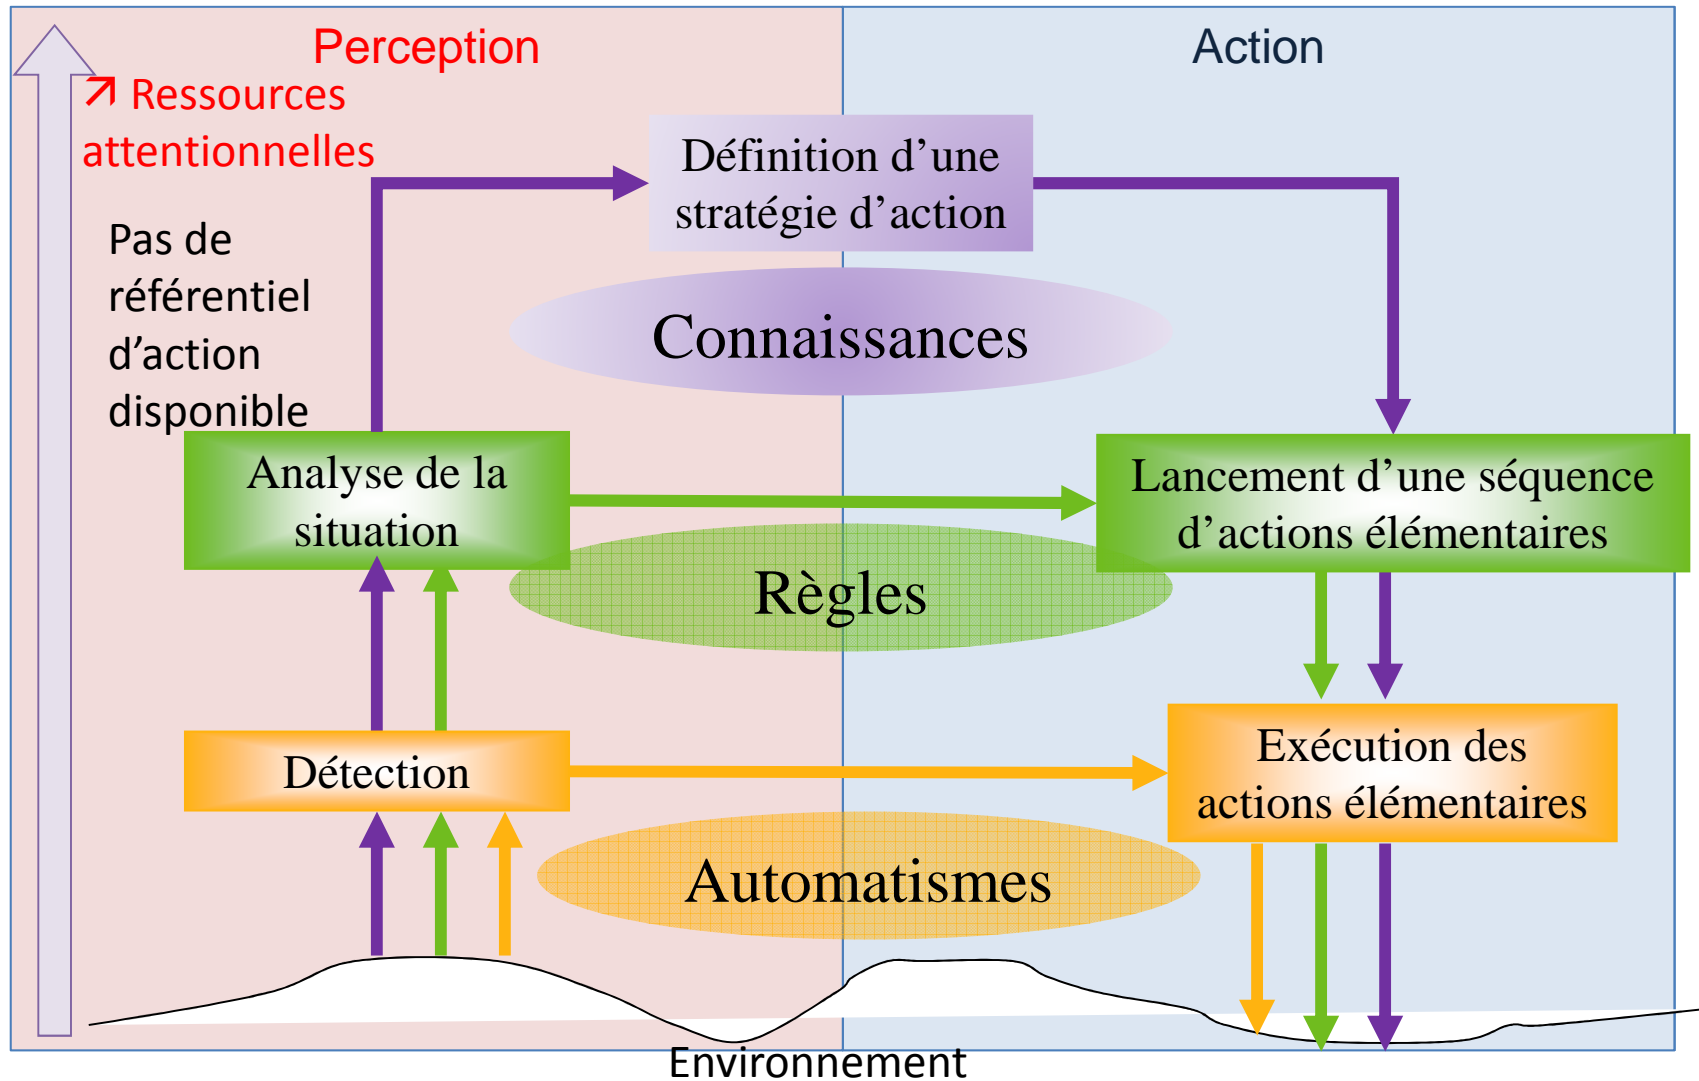 Perception
Action
↗ Ressources
attentionnelles
Définition d’une
stratégie d’action
Pas de
référentiel
d’action
disponible
Connaissances
Analyse de la
situation
Lancement d’une séquence
d’actions élémentaires
Règles
Détection
Exécution des
actions élémentaires
Automatismes
Environnement